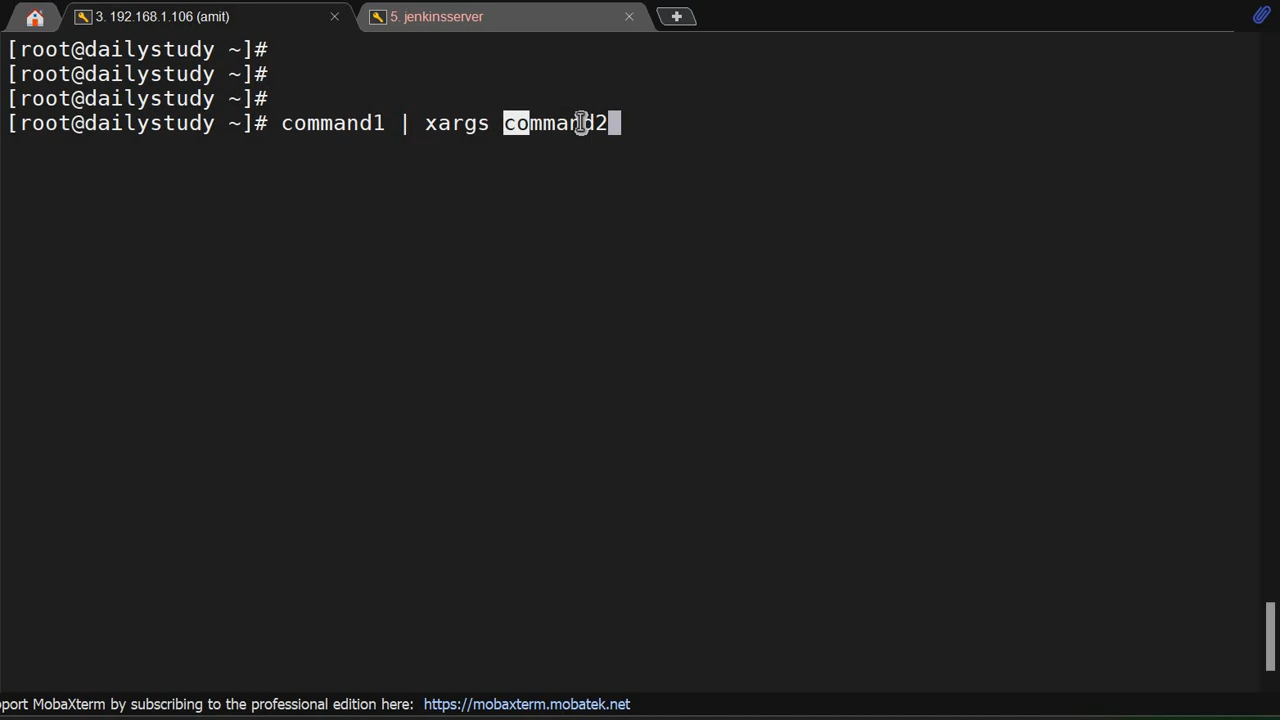 3. 192.168.1.106 (amit)
5. jenkinsserver
[root@dailystudy ~]#
[root@dailystudy ~]#
[root@dailystudy ~]#
[root@dailystudy ~]# command1 | xargs command2
port MobaXterm by subscribing to the professional edition here: https://mobaxterm.mobatek.net